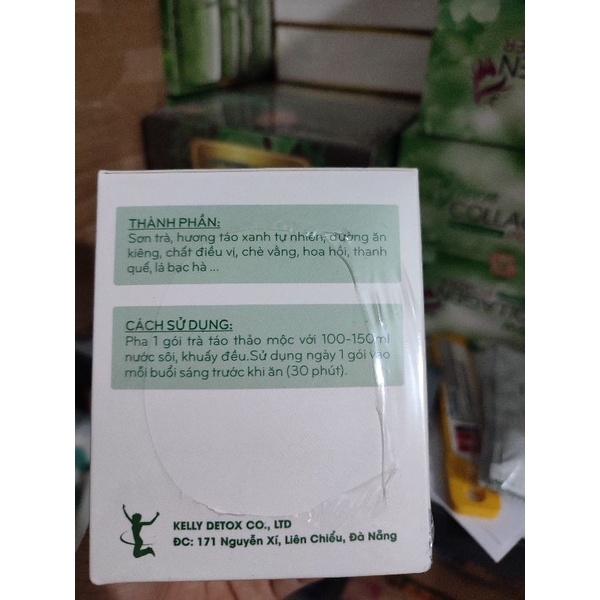 COLLAG
THÀNH PHẦN:
Sơn trà, hương táo xanh tự nhiên, đường ăn
kiêng, chất điều vị, chè vằng, hoa hồi, thanh
quế, lá bạc hà ...
CÁCH SỬ DỤNG:
Pha 1 gói trà táo thảo mộc với 100-150ml
nước sôi, khuấy đều.Sử dụng ngày 1 gói vào
mỗi buổi sáng trước khi ăn (30 phút).
KELLY DETOX CO., LTD
ĐC: 171 Nguyễn Xí, Liên Chiểu, Đà Nẵng